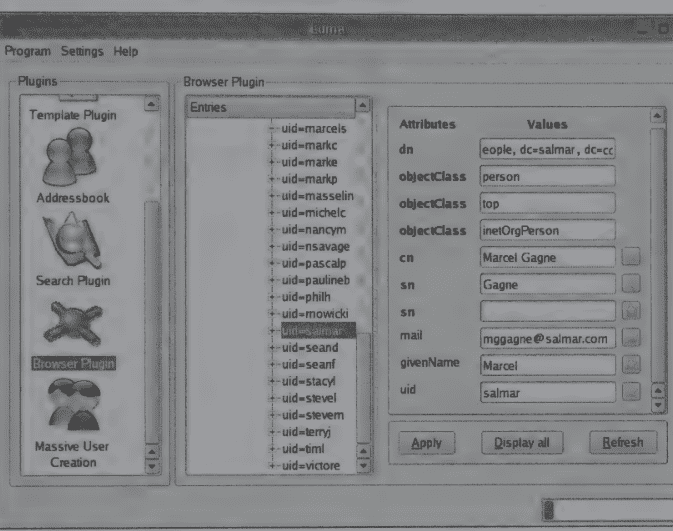 Luma
Program Settings Help
Plugins
Template Plugin
Addressbook
Search Plugin
Browser Plugin
Massive User
Creation
Browser Plugin
Entries
uid=marcels
uid=markc
uid=marke
uid=markp
uid=masselin
uid=michelc
uid=nancym
uid=nsavage
uid=pascalp
uid=paulineb
uid=philh
uid=rnowicki
uid=salmar
uid=seand
uid=seanf
uid=stacyl
uid=stevel
uid=stevem
uid=terryj
uid=timl
uid=victore
Attributes Values
dn eople, dc=salmar, dc=cc
objectClass person
objectClass top
objectClass inetOrgPerson
cn Marcel Gagne
sn Gagne
sn
mail mggagne@salmar.com
givenName Marcel
uid salmar
Apply Display all Refresh